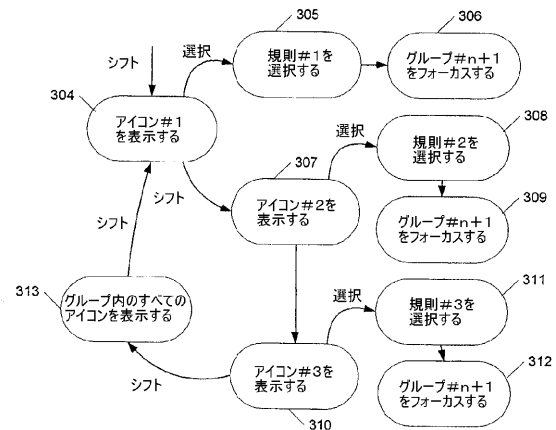 305
306
シフト
選択
規則#1を
選択する
グループ#n+1
をフォーカスする
304
アイコン#1
を表示する
308
307
選択
規則#2を
選択する
シフト
アイコン#2を
表示する
309
シフト
グループ#n+1
をフォーカスする
313
グループ内のすべての
アイコンを表示する
311
選択
規則#3を
選択する
シフト
アイコン#3を
表示する
312
グループ#n+1
をフォーカスする
310